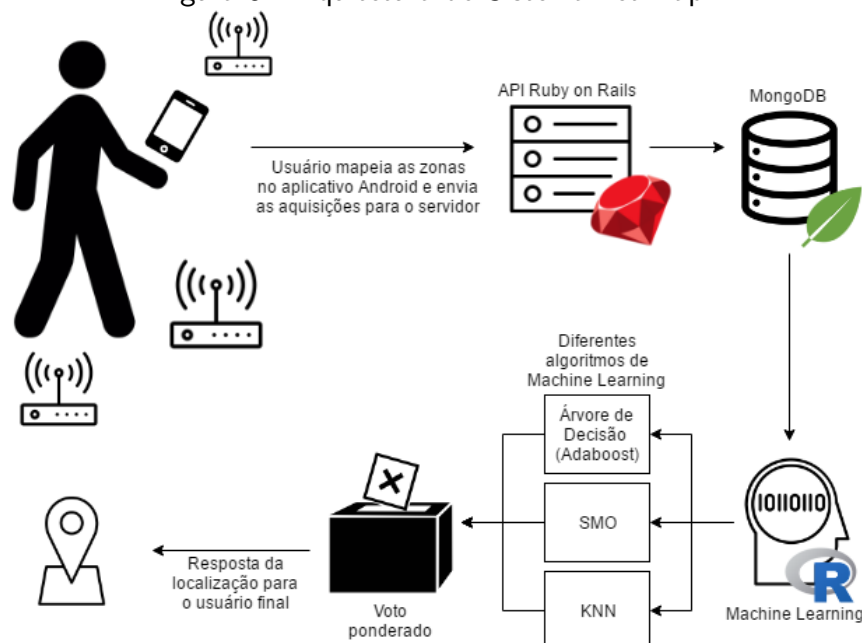 API Ruby on Rails
MongoDB
Usuário mapeia as zonas
no aplicativo Android e envia
as aquisições para o servidor
Diferentes
algoritmos de
Machine Learning
Árvore de
Decisão
(Adaboost)
SMO
KNN
10110110
R
Machine Learning
Voto
ponderado
Resposta da
localização para
o usuário final